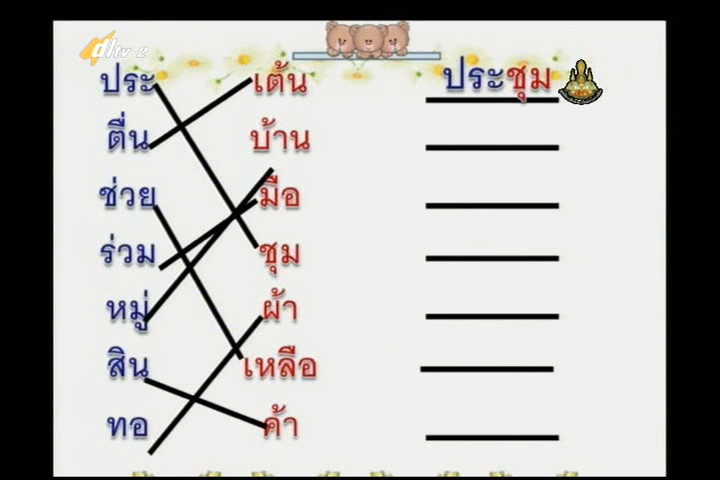 dltv 2
ประ เต้น ประชุม
ตื่น บ้าน
ช่วย มือ
ร่วม ชุม
หมู่ ผ้า
สิน เหลือ
ทอ ค้า